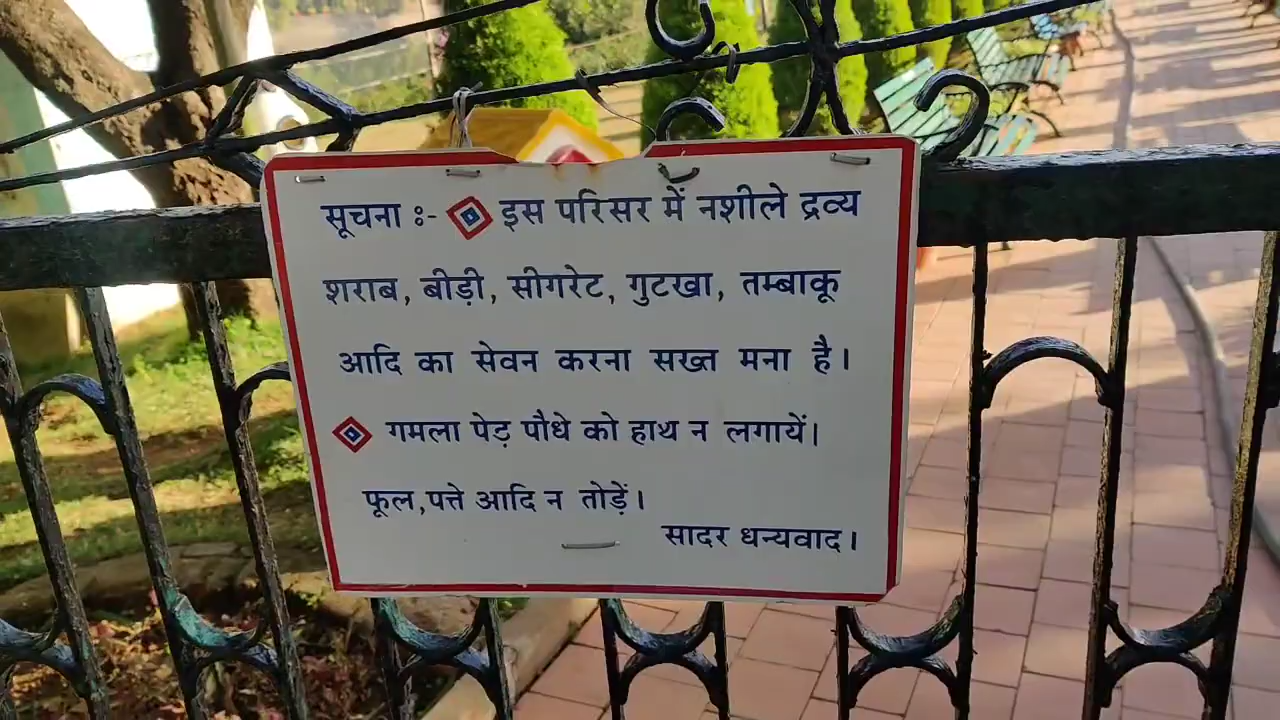 सूचना :- इस परिसर में नशीले द्रव्य
शराब, बीड़ी, सीगरेट, गुटखा, तम्बाकू
आदि का सेवन करना सख्त मना है।
गमला पेड़ पौधे को हाथ न लगायें।
फूल,पत्ते आदि न तोड़ें।
सादर धन्यवाद।